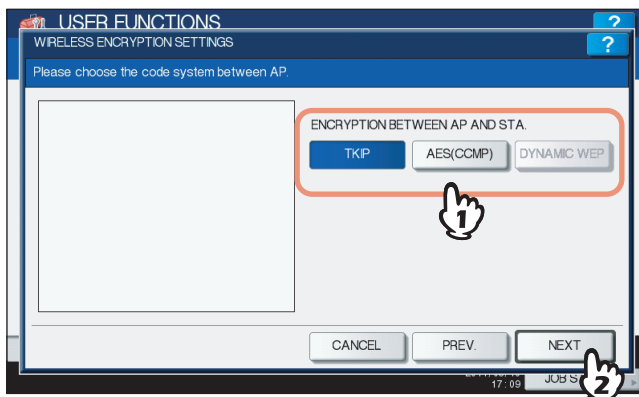 USER FUNCTIONS ?
WIRELESS ENCRYPTION SETTINGS ?
Please choose the code system between AP.
ENCRYPTION BETWEEN AP AND STA.
TKIP AES(CCMP) DYNAMIC WEP
1
CANCEL PREV. NEXT
17:09 JOB S
2